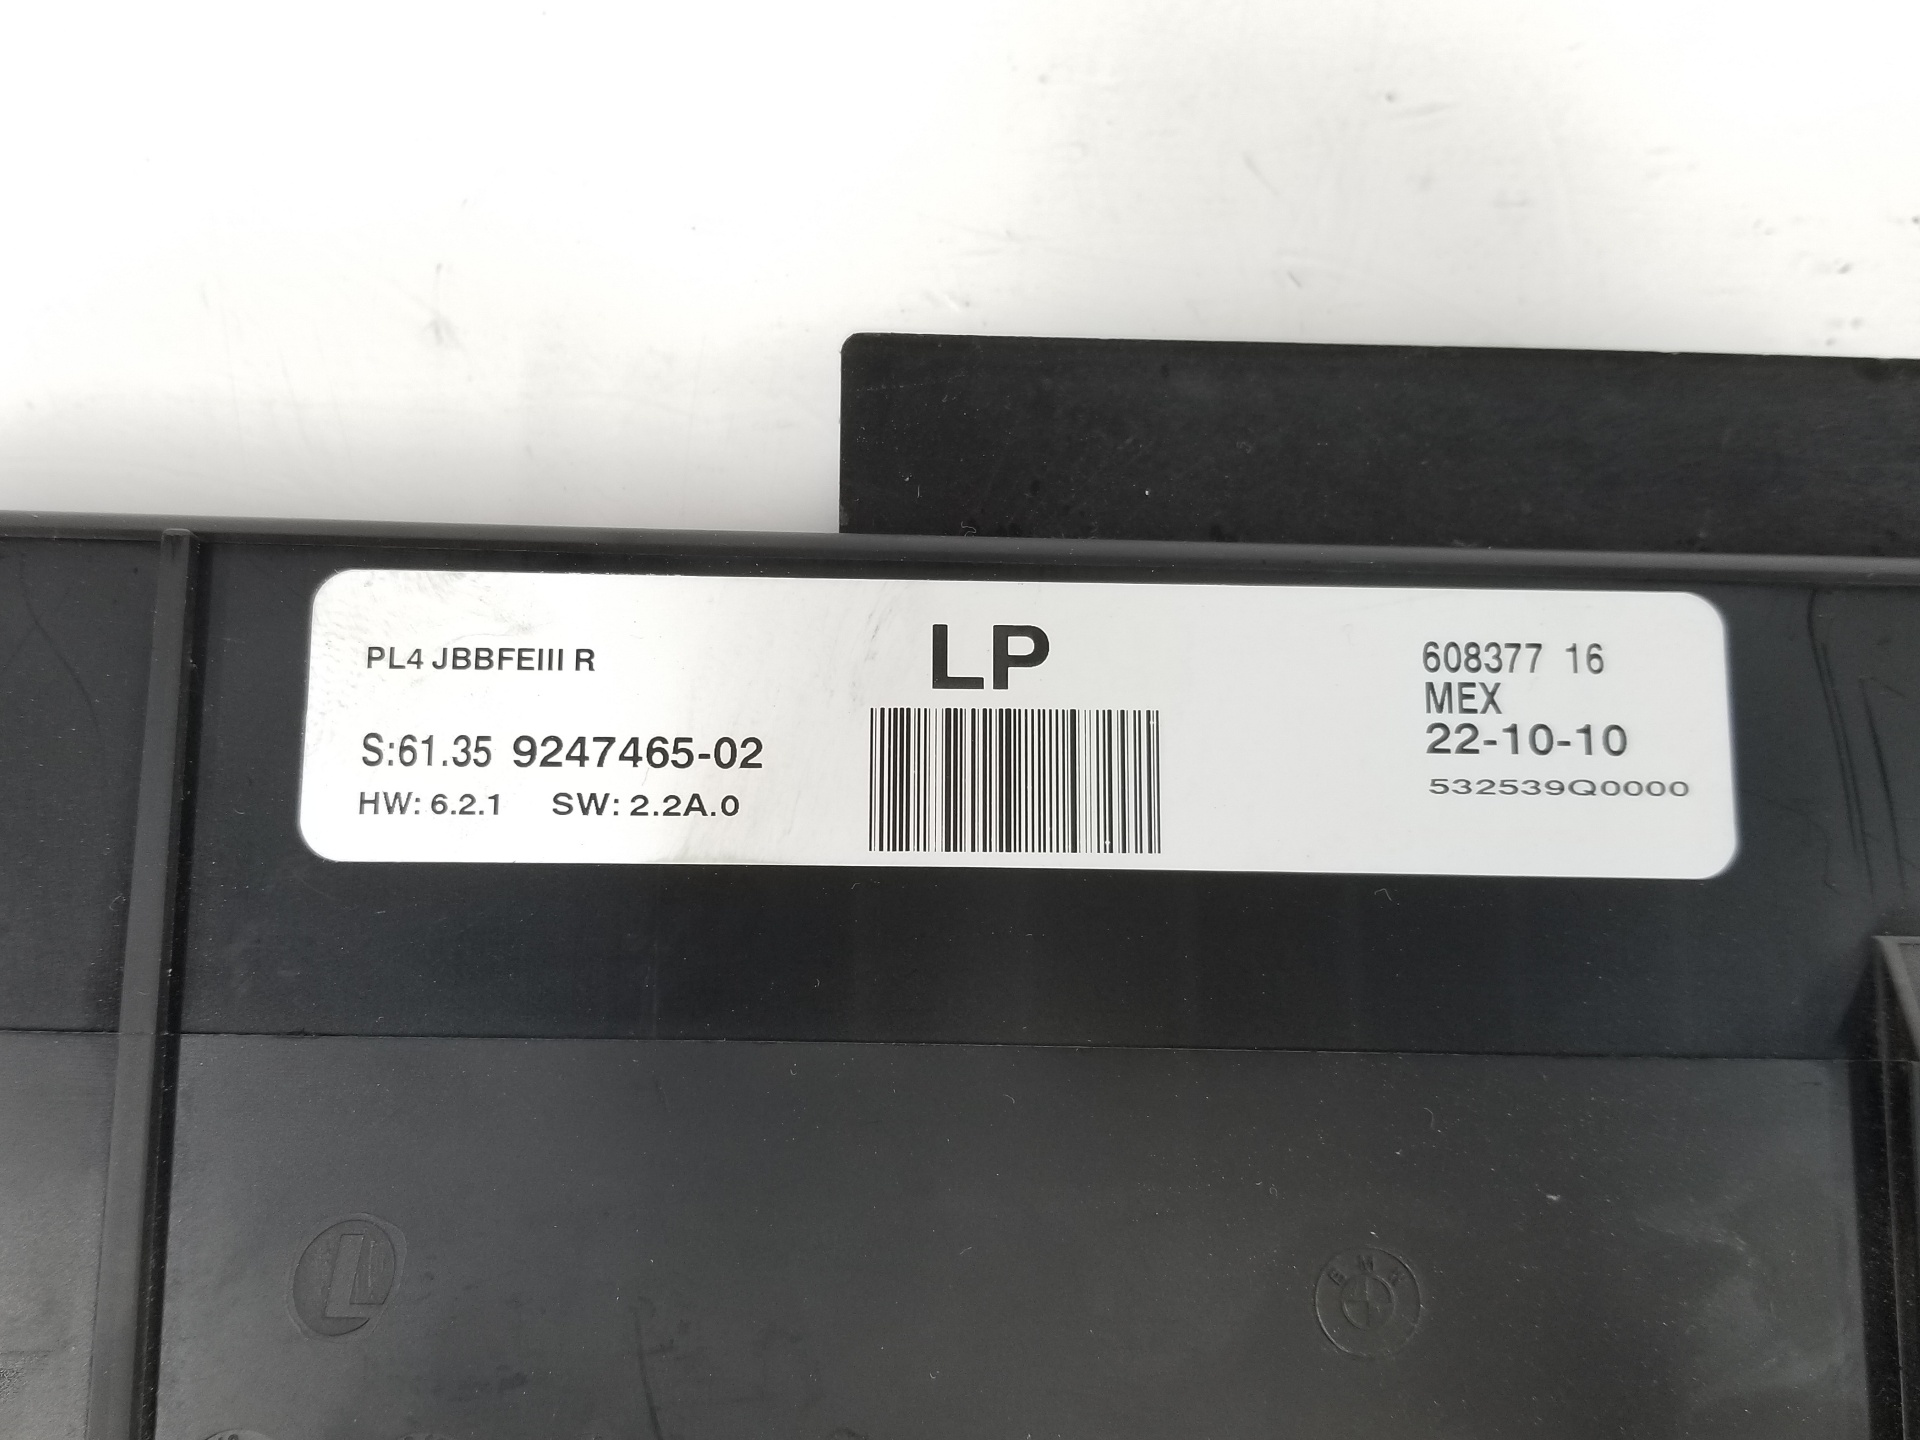 PL4 JBBFEIII R
S:61.35 9247465-02
HW: 6.2.1 SW: 2.2A.0
LP
608377 16
MEX
22-10-10
532539Q0000
L
BMW